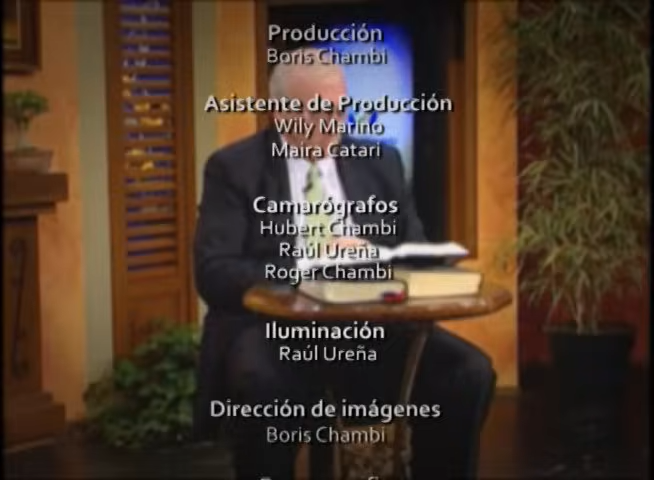 Producción
Boris Chambi
Asistente de Producción
Wily Marino
Maira Catari
Camarógrafos
Hubert Chambi
Raúl Ureña
Roger Chambi
Iluminación
Raúl Ureña
Dirección de imágenes
Boris Chambi